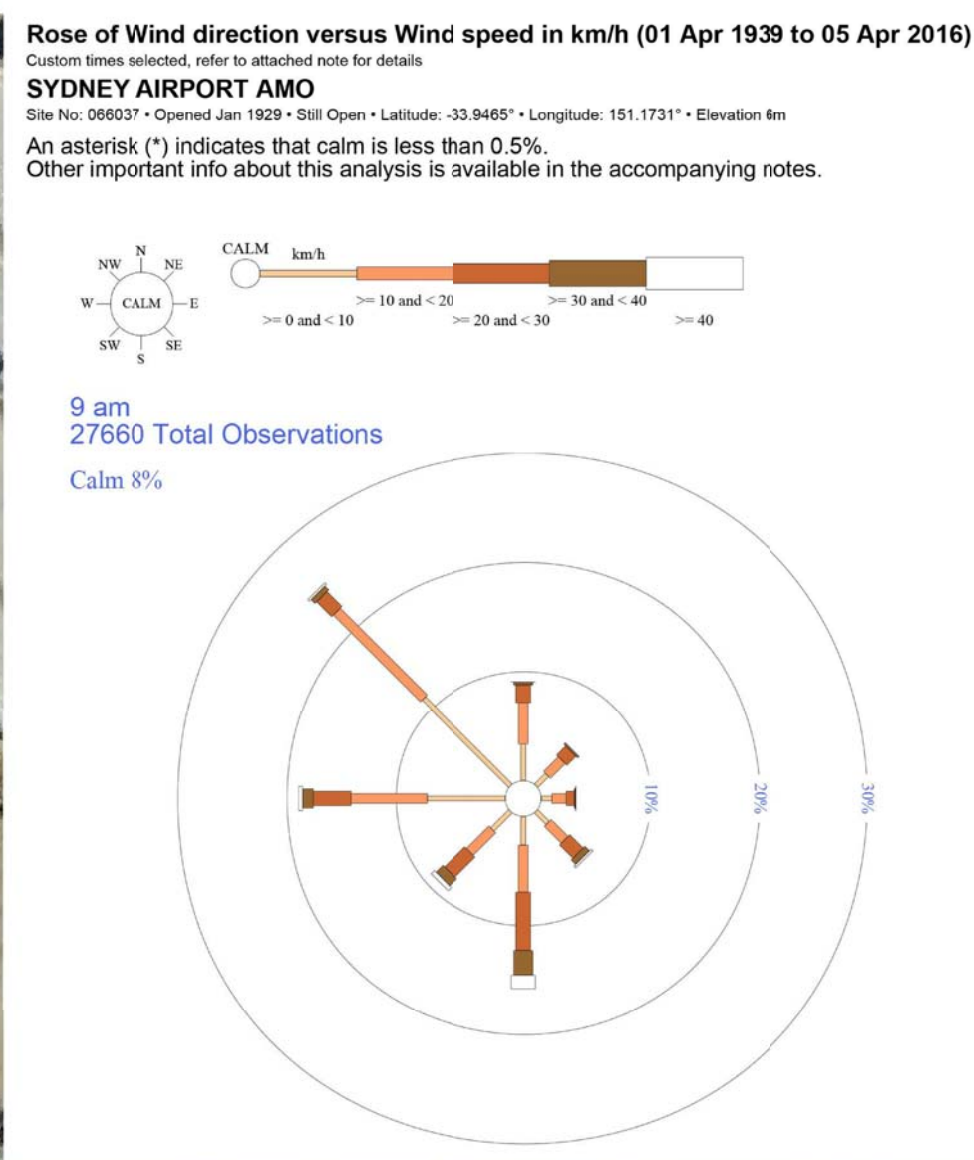 Rose of Wind direction versus Wind speed in km/h (01 Apr 1939 to 05 Apr 2016)
Custom times selected, refer to attached note for details
SYDNEY AIRPORT AMO
Site No: 066037 • Opened Jan 1929 • Still Open • Latitude: -33.9465° • Longitude: 151.1731° • Elevation 6m
An asterisk (*) indicates that calm is less than 0.5%.
Other important info about this analysis is available in the accompanying notes.
N
NW
NE
W
CALM
E
SW
SE
S
CALM
km/h
>= 10 and < 20
>= 30 and < 40
>= 0 and < 10
>= 20 and < 30
>= 40
9 am
27660 Total Observations
Calm 8%
10%
20%
30%